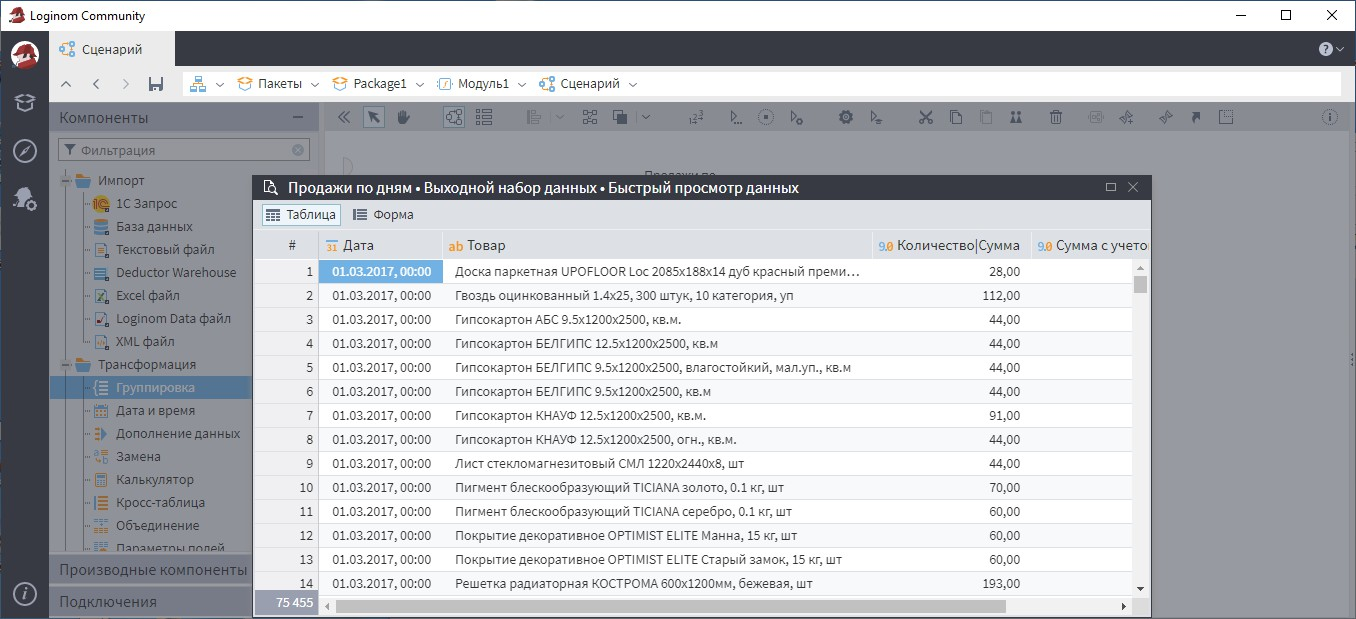 Loginom Community
Сценарий
Пакеты Package1 Модуль1 Сценарий
Компоненты
Фильтрация
Импорт
1С Запрос
База данных
Текстовый файл
Deductor Warehouse
Excel файл
Loginom Data файл
XML файл
Трансформация
Группировка
Дата и время
Дополнение данных
Замена
Калькулятор
Кросс-таблица
Объединение
Параметры полей
Производные компоненты
Подключения
Продажи по
Продажи по дням • Выходной набор данных • Быстрый просмотр данных
Таблица Форма
# 31 Дата ab Товар 9.0 Количество|Сумма 9.0 Сумма с учето
1 01.03.2017, 00:00 Доска паркетная UPOFLOOR Loc 2085x188x14 дуб красный преми… 28,00
2 01.03.2017, 00:00 Гвоздь оцинкованный 1.4x25, 300 штук, 10 категория, уп 112,00
3 01.03.2017, 00:00 Гипсокартон АБС 9.5x1200x2500, кв.м. 44,00
4 01.03.2017, 00:00 Гипсокартон БЕЛГИПС 12.5x1200x2500, кв.м 44,00
5 01.03.2017, 00:00 Гипсокартон БЕЛГИПС 9.5x1200x2500, влагостойкий, мал.уп., кв.м 44,00
6 01.03.2017, 00:00 Гипсокартон БЕЛГИПС 9.5x1200x2500, кв.м 44,00
7 01.03.2017, 00:00 Гипсокартон КНАУФ 12.5x1200x2500, кв.м. 91,00
8 01.03.2017, 00:00 Гипсокартон КНАУФ 12.5x1200x2500, огн., кв.м. 44,00
9 01.03.2017, 00:00 Лист стекломагнезитовый СМЛ 1220x2440x8, шт 44,00
10 01.03.2017, 00:00 Пигмент блескообразующий TICIANA золото, 0.1 кг, шт 70,00
11 01.03.2017, 00:00 Пигмент блескообразующий TICIANA серебро, 0.1 кг, шт 60,00
12 01.03.2017, 00:00 Покрытие декоративное OPTIMIST ELITE Манна, 15 кг, шт 60,00
13 01.03.2017, 00:00 Покрытие декоративное OPTIMIST ELITE Старый замок, 15 кг, шт 60,00
14 01.03.2017, 00:00 Решетка радиаторная КОСТРОМА 600x1200мм, бежевая, шт 193,00
75 455